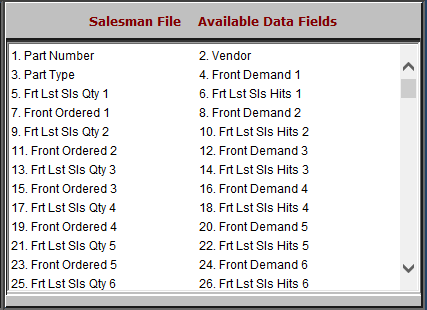 Salesman File Available Data Fields
1. Part Number 2. Vendor
3. Part Type 4. Front Demand 1
5. Frt Lst Sls Qty 1 6. Frt Lst Sls Hits 1
7. Front Ordered 1 8. Front Demand 2
9. Frt Lst Sls Qty 2 10. Frt Lst Sls Hits 2
11. Front Ordered 2 12. Front Demand 3
13. Frt Lst Sls Qty 3 14. Frt Lst Sls Hits 3
15. Front Ordered 3 16. Front Demand 4
17. Frt Lst Sls Qty 4 18. Frt Lst Sls Hits 4
19. Front Ordered 4 20. Front Demand 5
21. Frt Lst Sls Qty 5 22. Frt Lst Sls Hits 5
23. Front Ordered 5 24. Front Demand 6
25. Frt Lst Sls Qty 6 26. Frt Lst Sls Hits 6